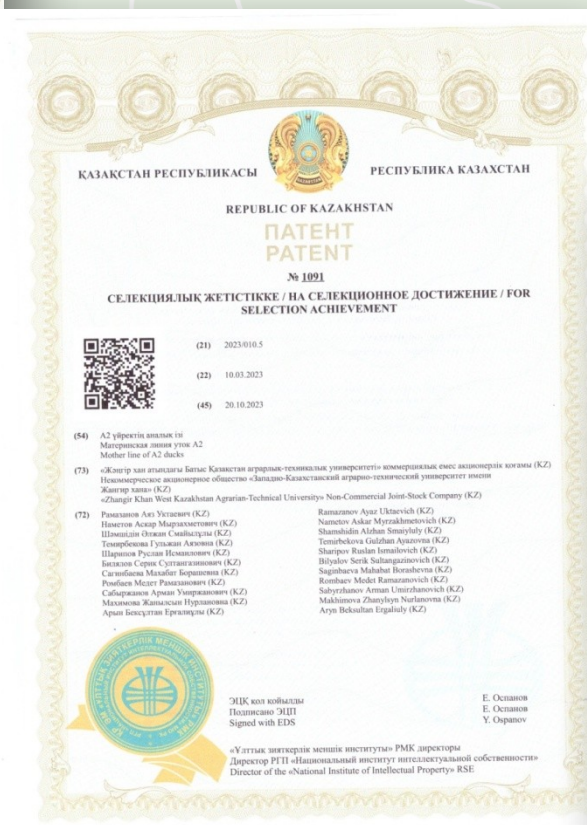 ҚАЗАҚСТАН РЕСПУБЛИКАСЫ
РЕСПУБЛИКА КАЗАХСТАН
REPUBLIC OF KAZAKHSTAN
ПАТЕНТ
PATENT
№ 1091
СЕЛЕКЦИЯЛЫҚ ЖЕТІСТІККЕ / НА СЕЛЕКЦИОННОЕ ДОСТИЖЕНИЕ / FOR
SELECTION ACHIEVEMENT
(21) 2023/010.5
(22) 10.03.2023
(45) 20.10.2023
(54) А2 үйректің аналық ізі
Материнская линия уток А2
Mother line of A2 ducks
(73) «Жәңгір хан атындағы Батыс Қазақстан аграрлық-техникалық университеті» коммерциялық емес акционерлік қоғамы (KZ)
Некоммерческое акционерное общество «Западно-Казахстанский аграрно-технический университет имени
Жангир хана» (KZ)
«Zhangir Khan West Kazakhstan Agrarian-Technical University» Non-Commercial Joint-Stock Company (KZ)
(72) Рамазанов Аяз Уктаевич (KZ)
Наметов Аскар Мырзахметович (KZ)
Шәмшідін Әлжан Смайылұлы (KZ)
Темирбекова Гульжан Аязовна (KZ)
Шарипов Руслан Исмаилович (KZ)
Билялов Серик Султангазинович (KZ)
Сагинбаева Махабат Борашевна (KZ)
Ромбаев Медет Рамазанович (KZ)
Сабыржанов Арман Умиржанович (KZ)
Махимова Жанылсын Нурлановна (KZ)
Арын Бексұлтан Ергалиұлы (KZ)
Ramazanov Ayaz Uktaevich (KZ)
Nametov Askar Myrzakhmetovich (KZ)
Shamshidin Alzhan Smaiyluly (KZ)
Temirbekova Gulzhan Ayazovna (KZ)
Sharipov Ruslan Ismailovich (KZ)
Bilyalov Serik Sultangazinovich (KZ)
Saginbaeva Mahabat Borashevna (KZ)
Rombaev Medet Ramazanovich (KZ)
Sabyrzhanov Arman Umirzhanovich (KZ)
Makhimova Zhanylsyn Nurlanovna (KZ)
Aryn Beksultan Ergaliuly (KZ)
ЭЦҚ қол қойылды Е. Оспанов
Подписано ЭЦП Е. Оспанов
Signed with EDS Y. Ospanov
«Ұлттық зияткерлік меншік институты» РМК директоры
Директор РГП «Национальный институт интеллектуальной собственности»
Director of the «National Institute of Intellectual Property» RSE